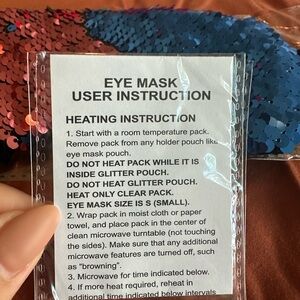 EYE MASK
USER INSTRUCTION
HEATING INSTRUCTION
1. Start with a room temperature pack.
Remove pack from any holder pouch like
eye mask pouch.
DO NOT HEAT PACK WHILE IT IS
INSIDE GLITTER POUCH.
DO NOT HEAT GLITTER POUCH.
HEAT ONLY CLEAR PACK.
EYE MASK SIZE IS S (SMALL).
2. Wrap pack in moist cloth or paper
towel, and place pack in the center of
clean microwave turntable (not touching
the sides). Make sure that any additional
microwave features are turned off, such
as "browning".
3. Microwave for time indicated below.
4. If more heat required, reheat in
additional time indicated below intervals